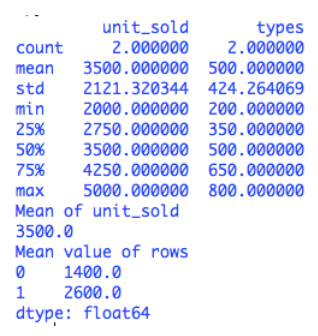 unit_sold types
count 2.000000 2.000000
mean 3500.000000 500.000000
std 2121.320344 424.264069
min 2000.000000 200.000000
25% 2750.000000 350.000000
50% 3500.000000 500.000000
75% 4250.000000 650.000000
max 5000.000000 800.000000
Mean of unit_sold
3500.0
Mean value of rows
0 1400.0
1 2600.0
dtype: float64